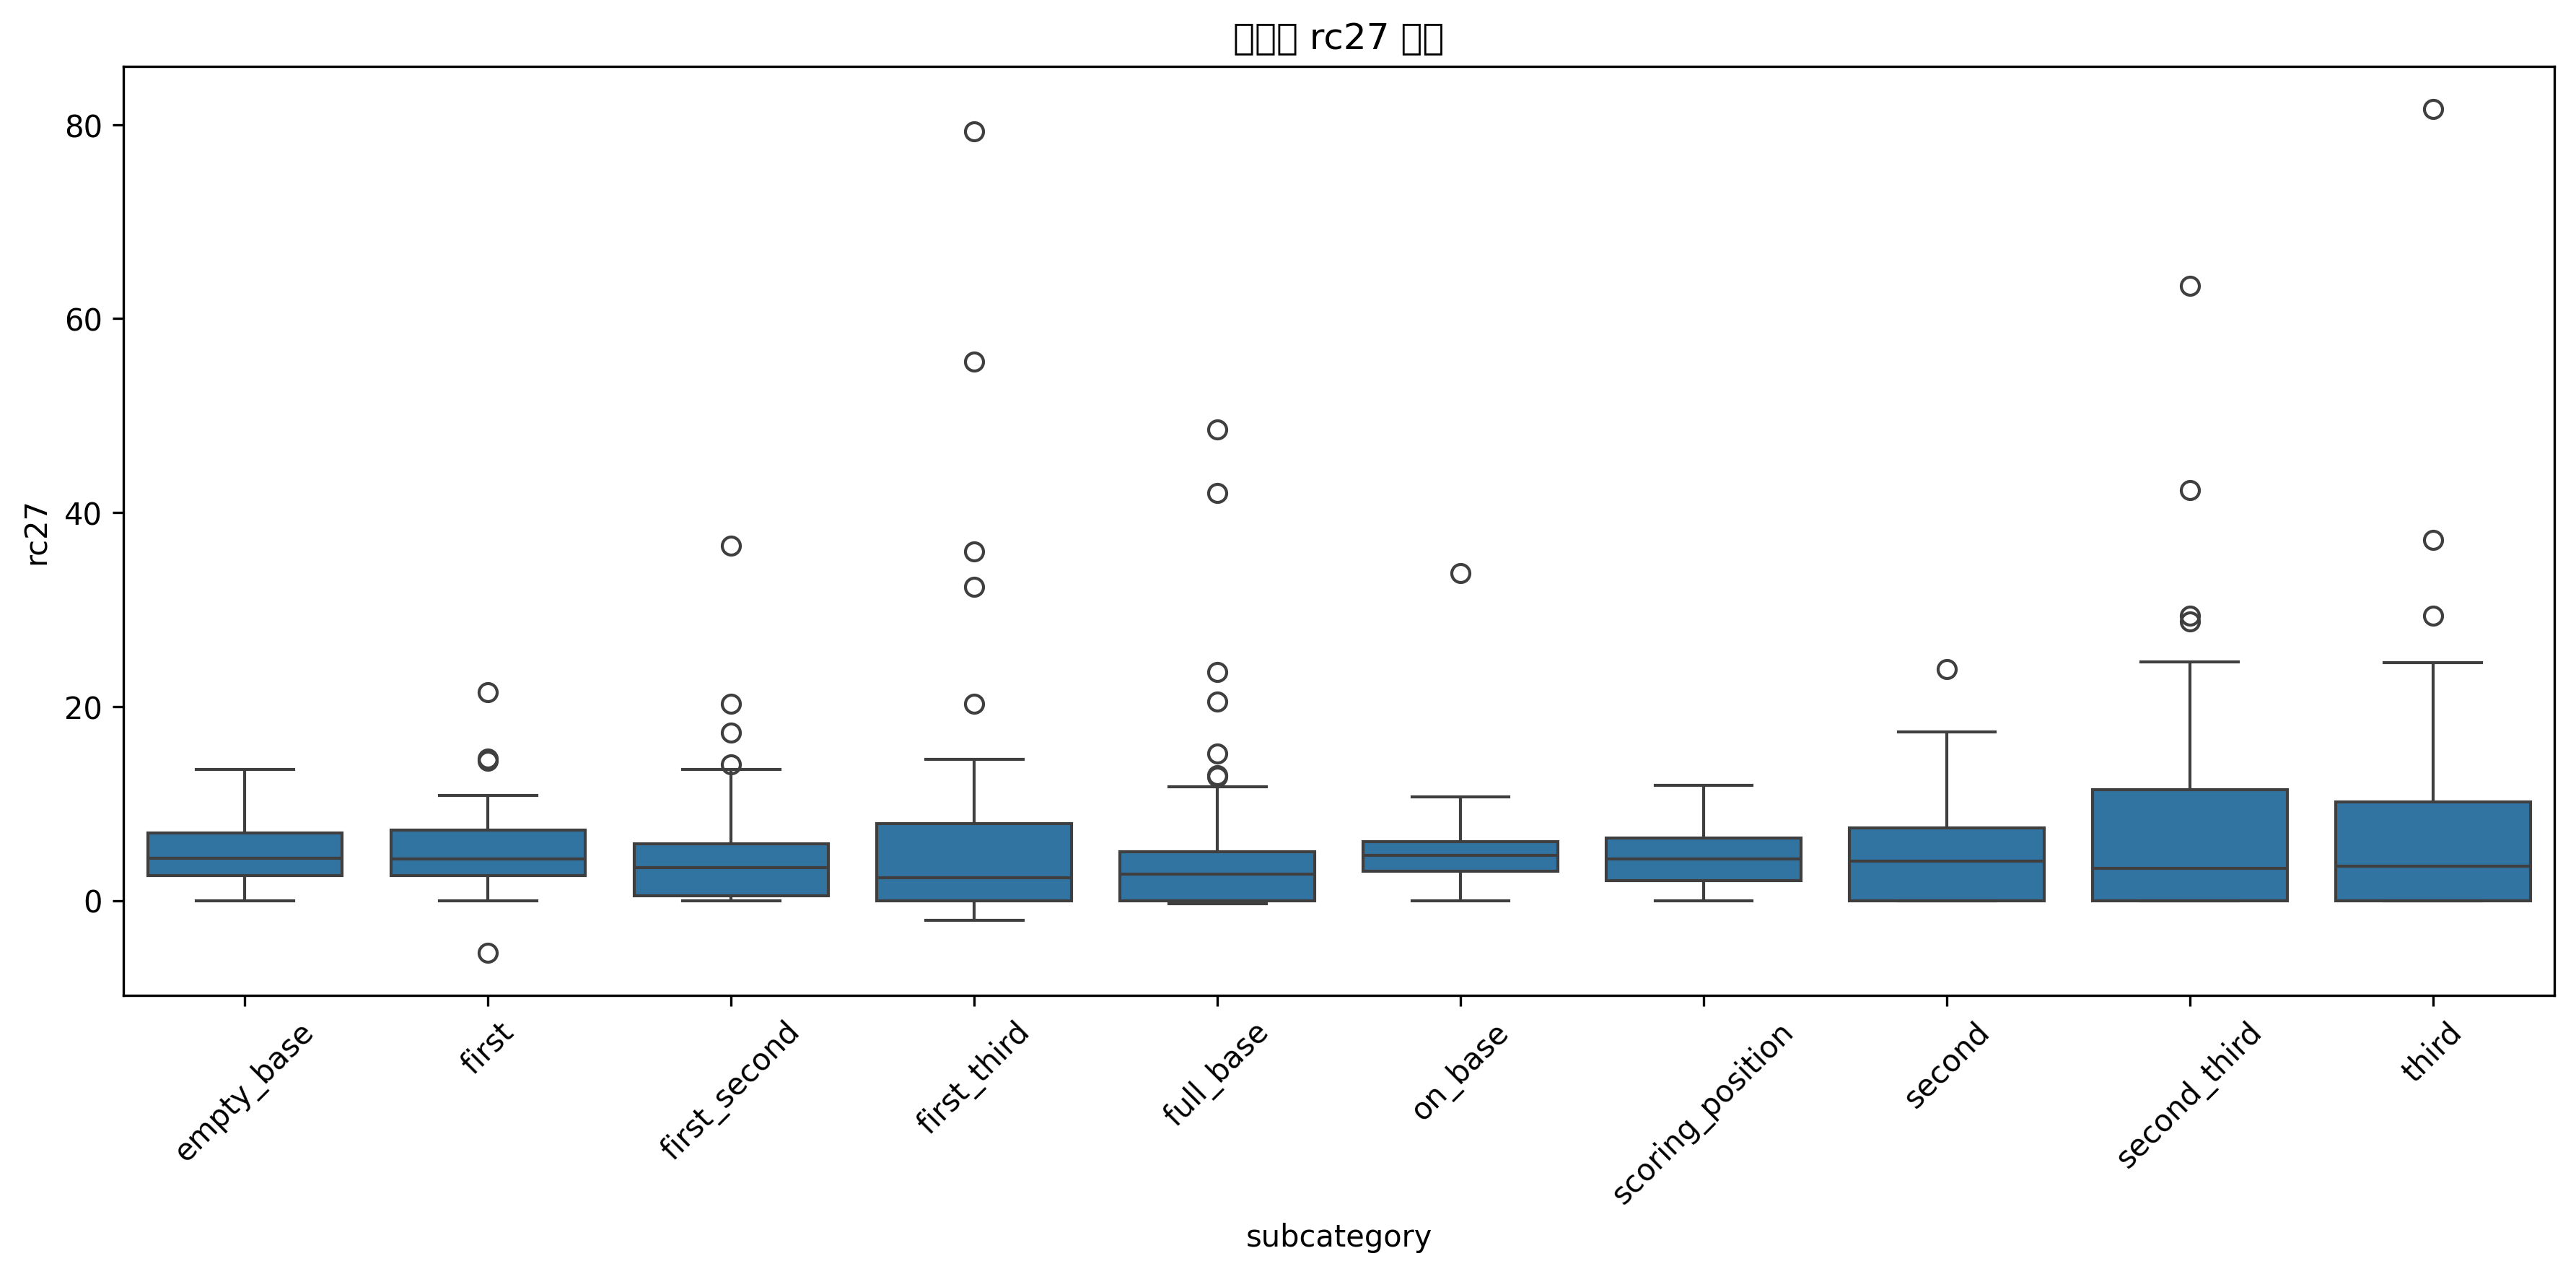 rc27
80
60
40
20
0
rc27
empty_base
first
first_second
first_third
full_base
on_base
scoring_position
second
second_third
third
subcategory